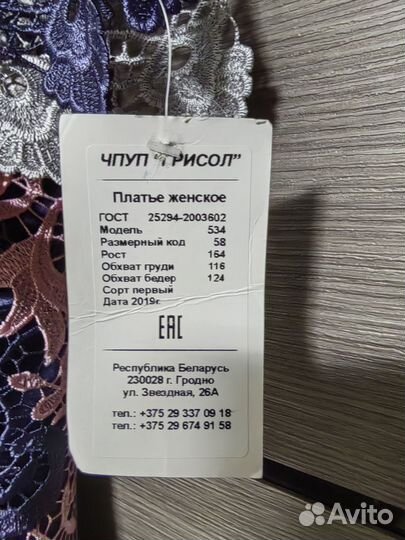 ЧПУП "ТРИСОЛ"
Платье женское
ГОСТ 25294-2003602
Модель 534
Размерный код 58
Рост 164
Обхват груди 116
Обхват бедер 124
Сорт первый
Дата 2019г.
ЕАС
Республика Беларусь
230028 г. Гродно
ул. Звездная, 26А
тел.: +375 29 337 09 18
тел.: +375 29 674 91 58
Avito